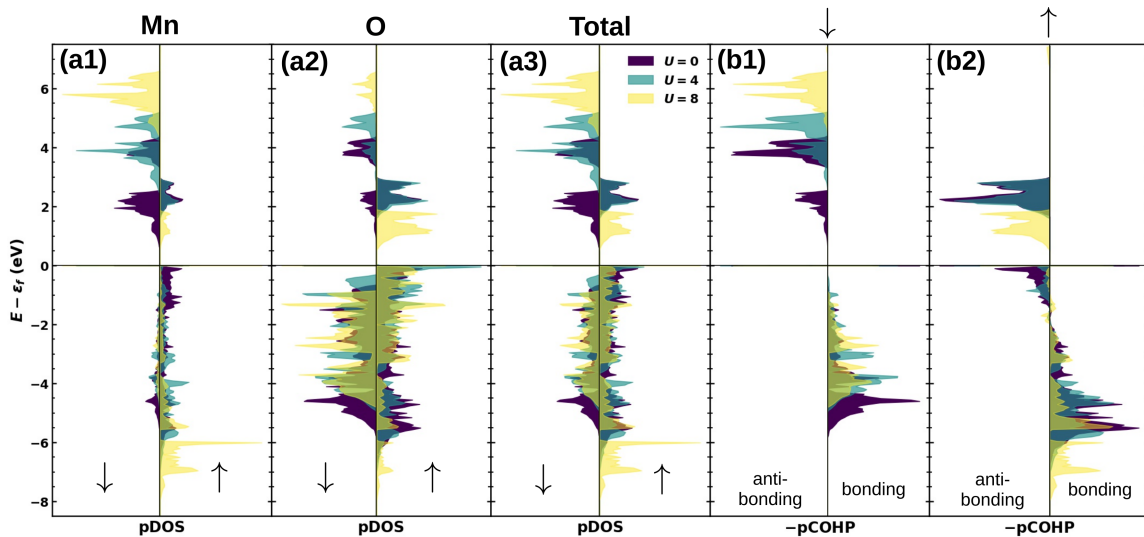 Mn O Total ↓ ↑
(a1) (a2) (a3) (b1) (b2)
U = 0
U = 4
U = 8
6
4
2
0
−2
−4
−6
−8
E − εf (eV)
↓ ↑ ↓ ↑ ↓ ↑
anti-
bonding
bonding
anti-
bonding
bonding
pDOS pDOS pDOS −pCOHP −pCOHP